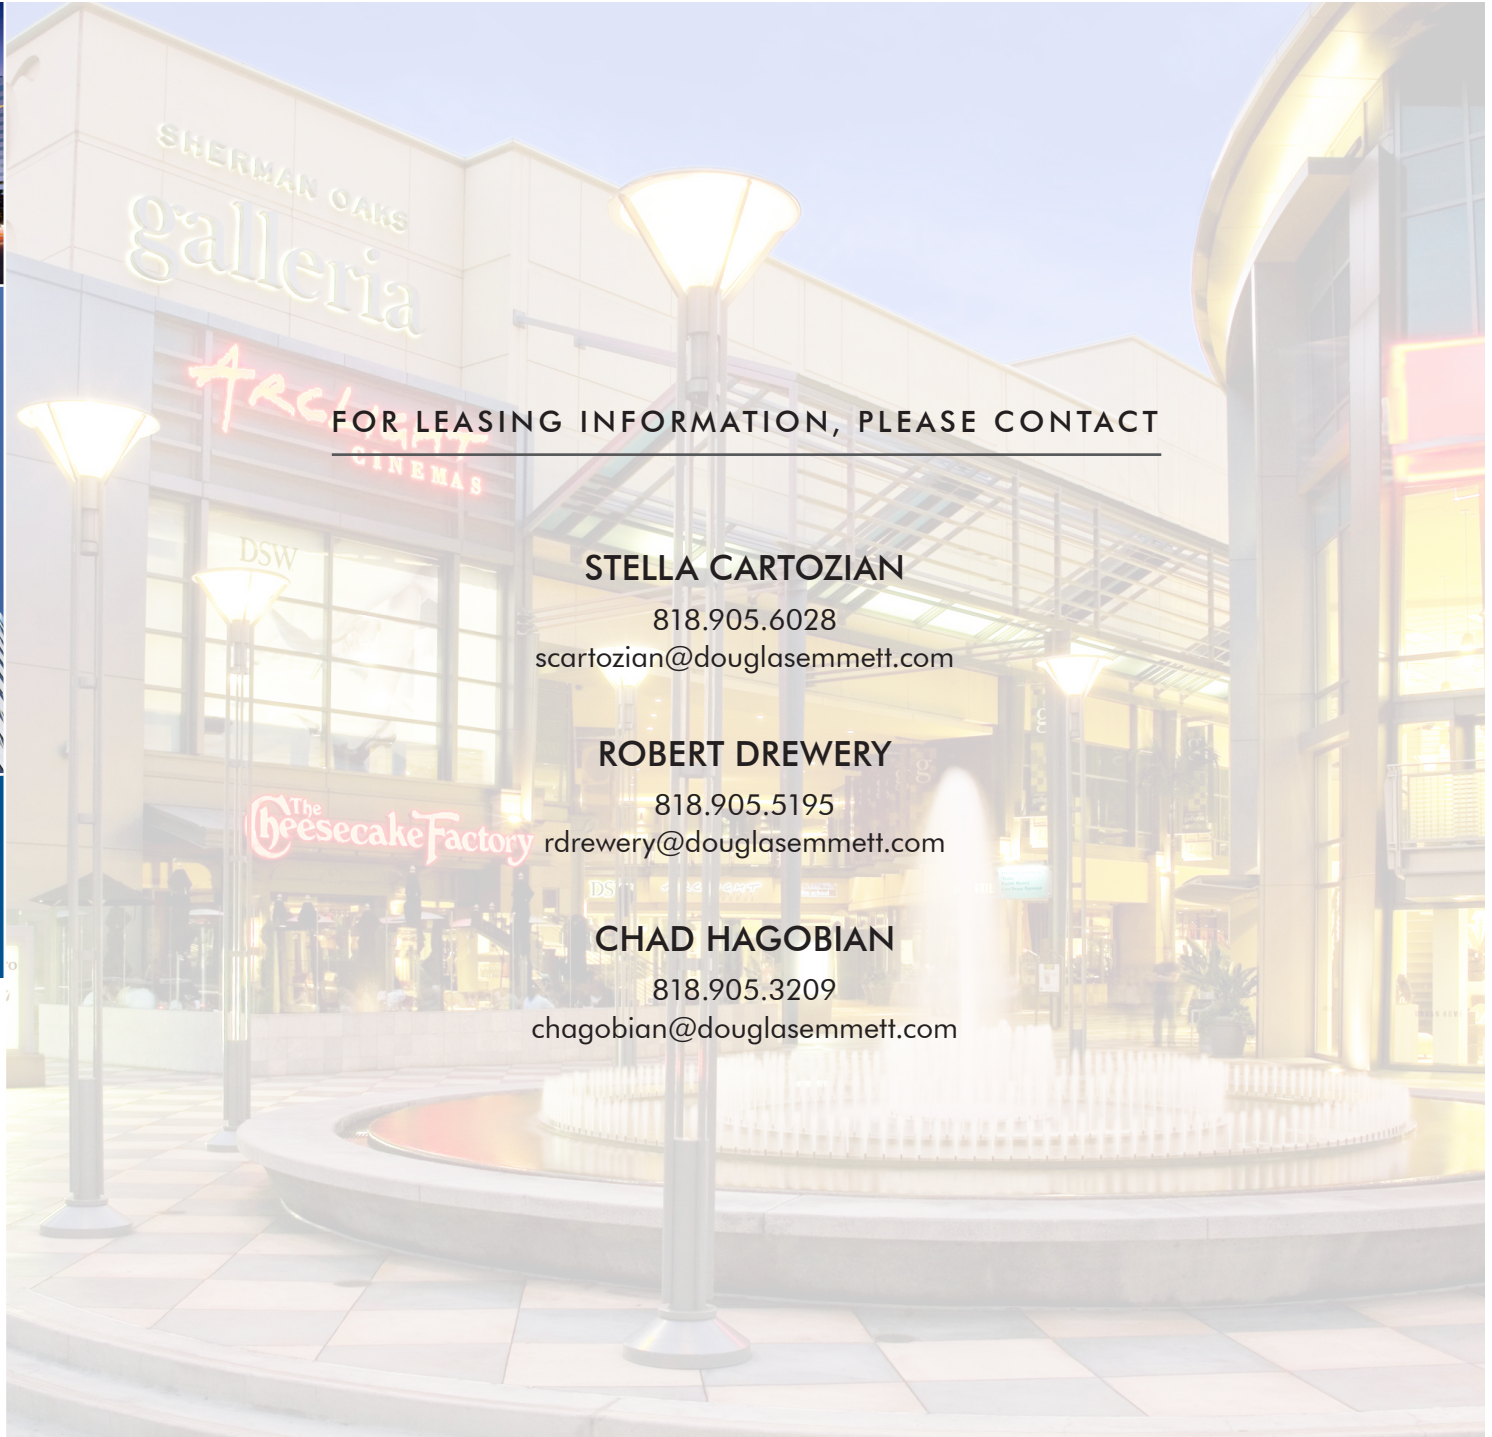 SHERMAN OAKS
galleria
ARCLIGHT
CINEMAS
FOR LEASING INFORMATION, PLEASE CONTACT
DSW
STELLA CARTOZIAN
818.905.6028
scartozian@douglasemmett.com
ROBERT DREWERY
818.905.5195
rdrewery@douglasemmett.com
The
Cheesecake Factory
DSW
CHAD HAGOBIAN
818.905.3209
chagobian@douglasemmett.com